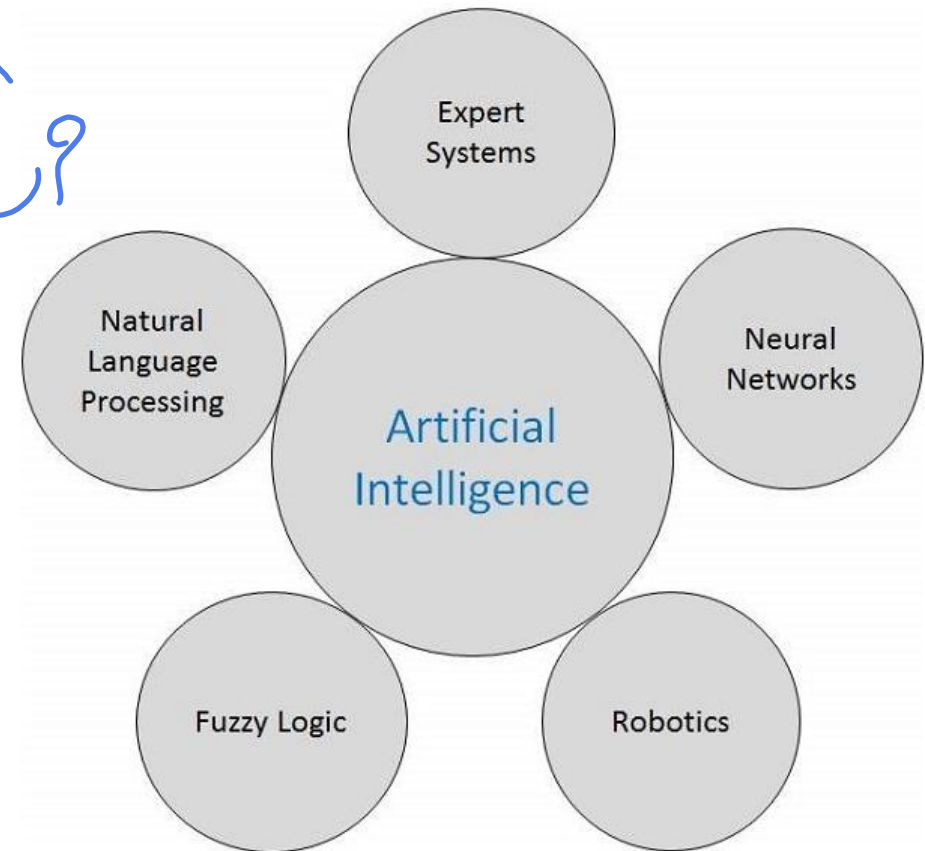 Expert
Systems
Natural
Language
Processing
Neural
Networks
Artificial
Intelligence
Fuzzy Logic
Robotics